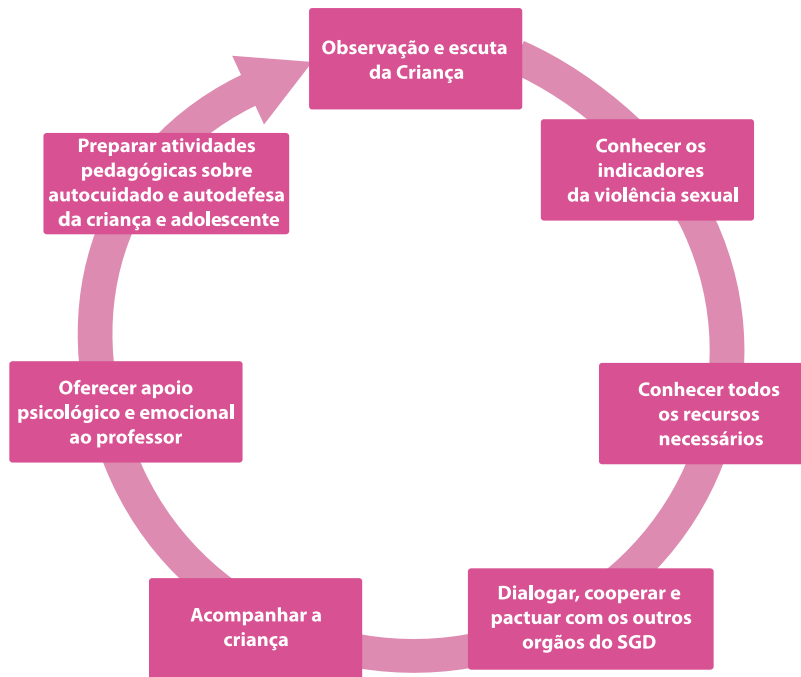 Observação e escuta
da Criança
Conhecer os
indicadores
da violência sexual
Conhecer todos
os recursos
necessários
Dialogar, cooperar e
pactuar com os outros
orgãos do SGD
Acompanhar a
criança
Oferecer apoio
psicológico e emocional
ao professor
Preparar atividades
pedagógicas sobre
autocuidado e autodefesa
da criança e adolescente